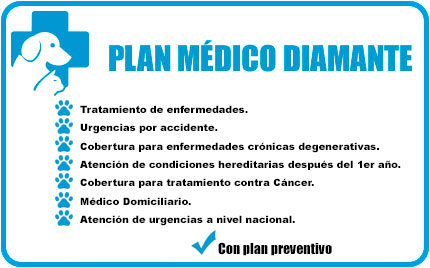 PLAN MÉDICO DIAMANTE
Tratamiento de enfermedades.
Urgencias por accidente.
Cobertura para enfermedades crónicas degenerativas.
Atención de condiciones hereditarias después del 1er año.
Cobertura para tratamiento contra Cáncer.
Médico Domiciliario.
Atención de urgencias a nivel nacional.
Con plan preventivo